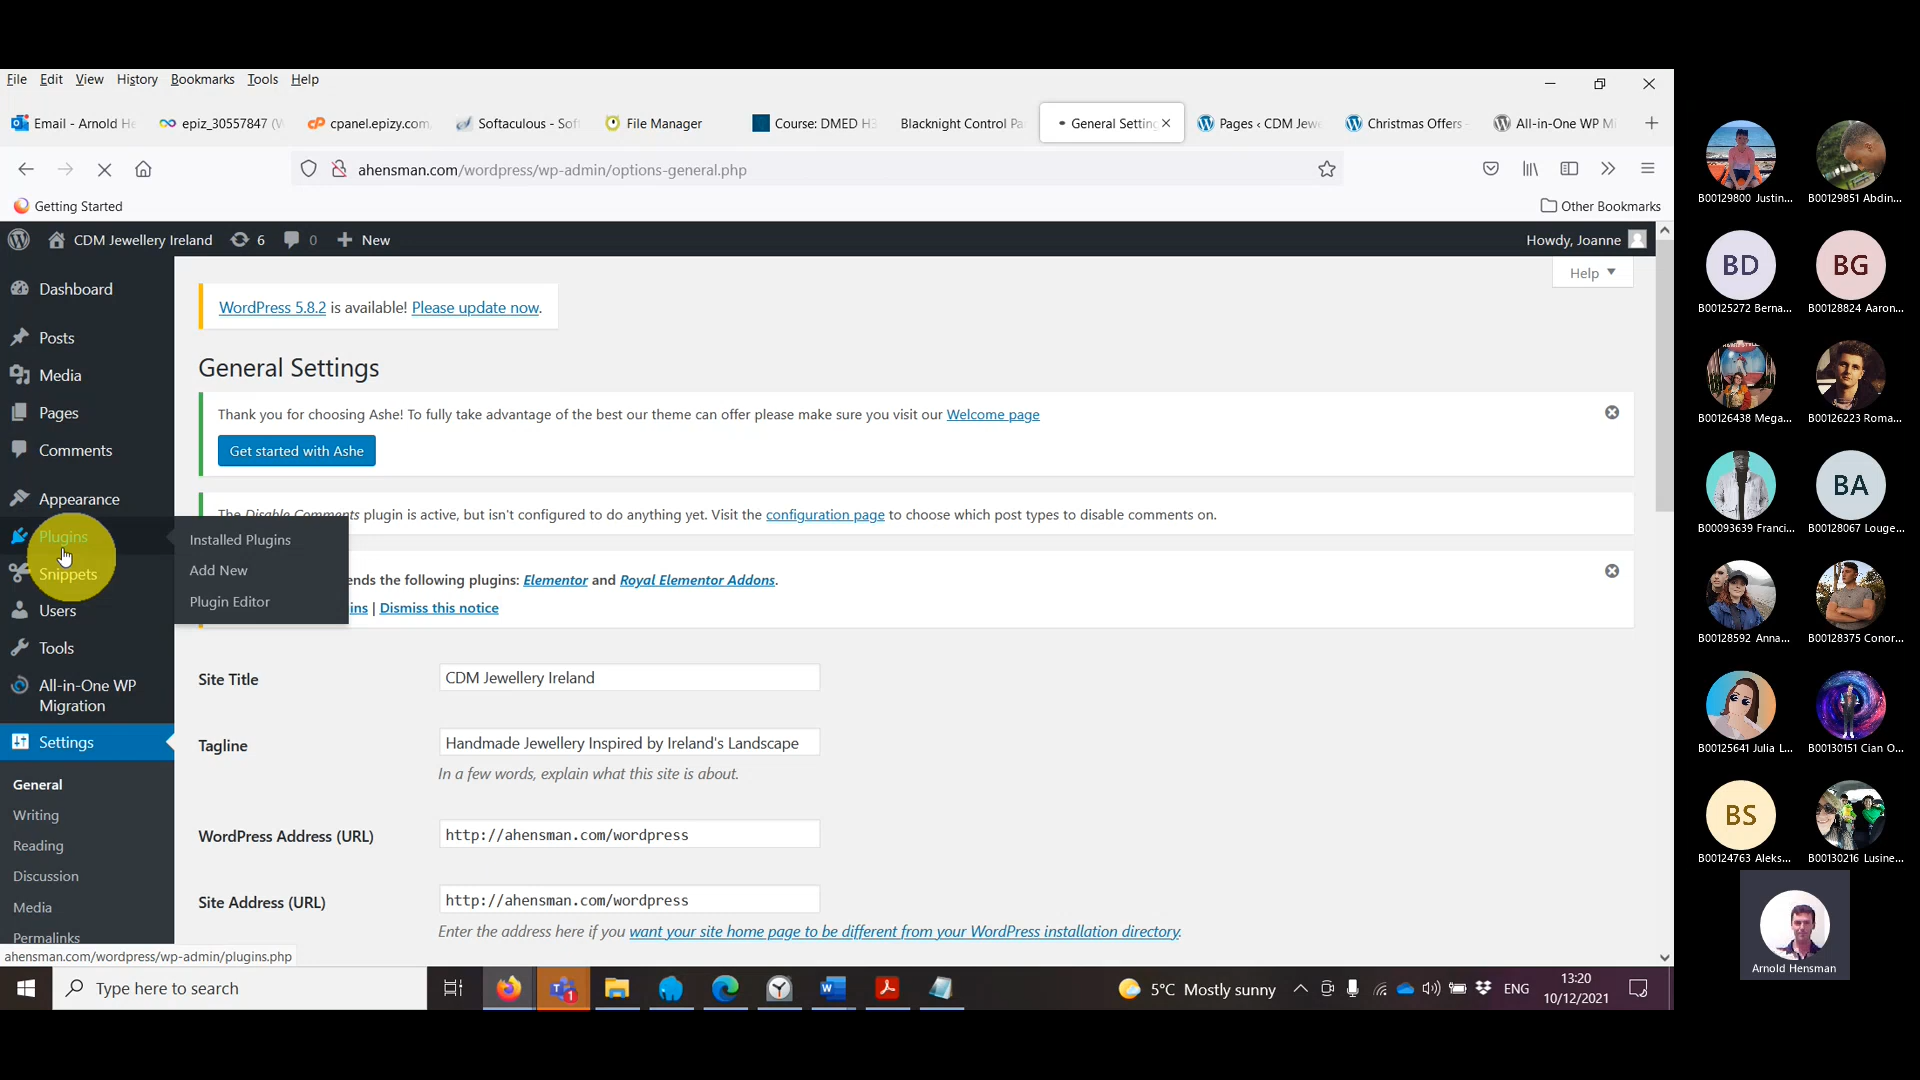 File Edit View History Bookmarks Tools Help
Email - Arnold He
epiz_30557847 (V
cpanel.epizy.com
Softaculous - Sof
File Manager
Course: DMED H3
Blacknight Control Pa
General Setting
Pages ‹ CDM Jewe
Christmas Offers -
All-in-One WP Mi
ahensman.com/wordpress/wp-admin/options-general.php
Getting Started
Other Bookmarks
CDM Jewellery Ireland 6 0 New
Howdy, Joanne
Help
Dashboard
Posts
Media
Pages
Comments
Appearance
Plugins
Snippets
Users
Tools
All-in-One WP
Migration
Settings
General
Writing
Reading
Discussion
Media
Permalinks
Installed Plugins
Add New
Plugin Editor
WordPress 5.8.2 is available! Please update now.
General Settings
Thank you for choosing Ashe! To fully take advantage of the best our theme can offer please make sure you visit our Welcome page
Get started with Ashe
The Disable Comments plugin is active, but isn't configured to do anything yet. Visit the configuration page to choose which post types to disable comments on.
ends the following plugins: Elementor and Royal Elementor Addons.
ins | Dismiss this notice
Site Title
CDM Jewellery Ireland
Tagline
Handmade Jewellery Inspired by Ireland's Landscape
In a few words, explain what this site is about.
WordPress Address (URL)
http://ahensman.com/wordpress
Site Address (URL)
http://ahensman.com/wordpress
Enter the address here if you want your site home page to be different from your WordPress installation directory.
ahensman.com/wordpress/wp-admin/plugins.php
Type here to search
1
5°C Mostly sunny
ENG
13:20
10/12/2021
B00129800 Justin...
B00129851 Abdin...
BD
B00125272 Berna...
BG
B00128824 Aaron...
B00126438 Mega...
B00126223 Roma...
B00093639 Franci...
BA
B00128067 Louge...
B00128592 Anna...
B00128375 Conor...
B00125641 Julia L...
B00130151 Cian O...
BS
B00124763 Aleks...
B00130216 Lusine...
Arnold Hensman